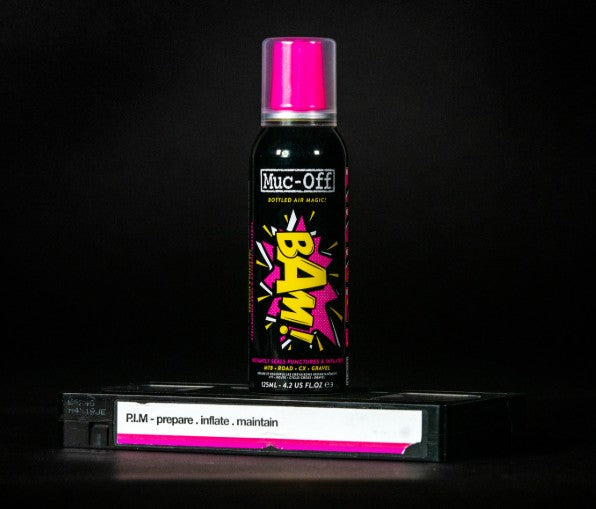 Muc-Off
BOTTLED AIR MAGIC!
BAM!
SEALS PUNCTURES & INFLATES
MTB • ROAD • CX • GRAVEL
125ML - 4.2 US FL.OZ e 3
P.I.M - prepare . inflate . maintain